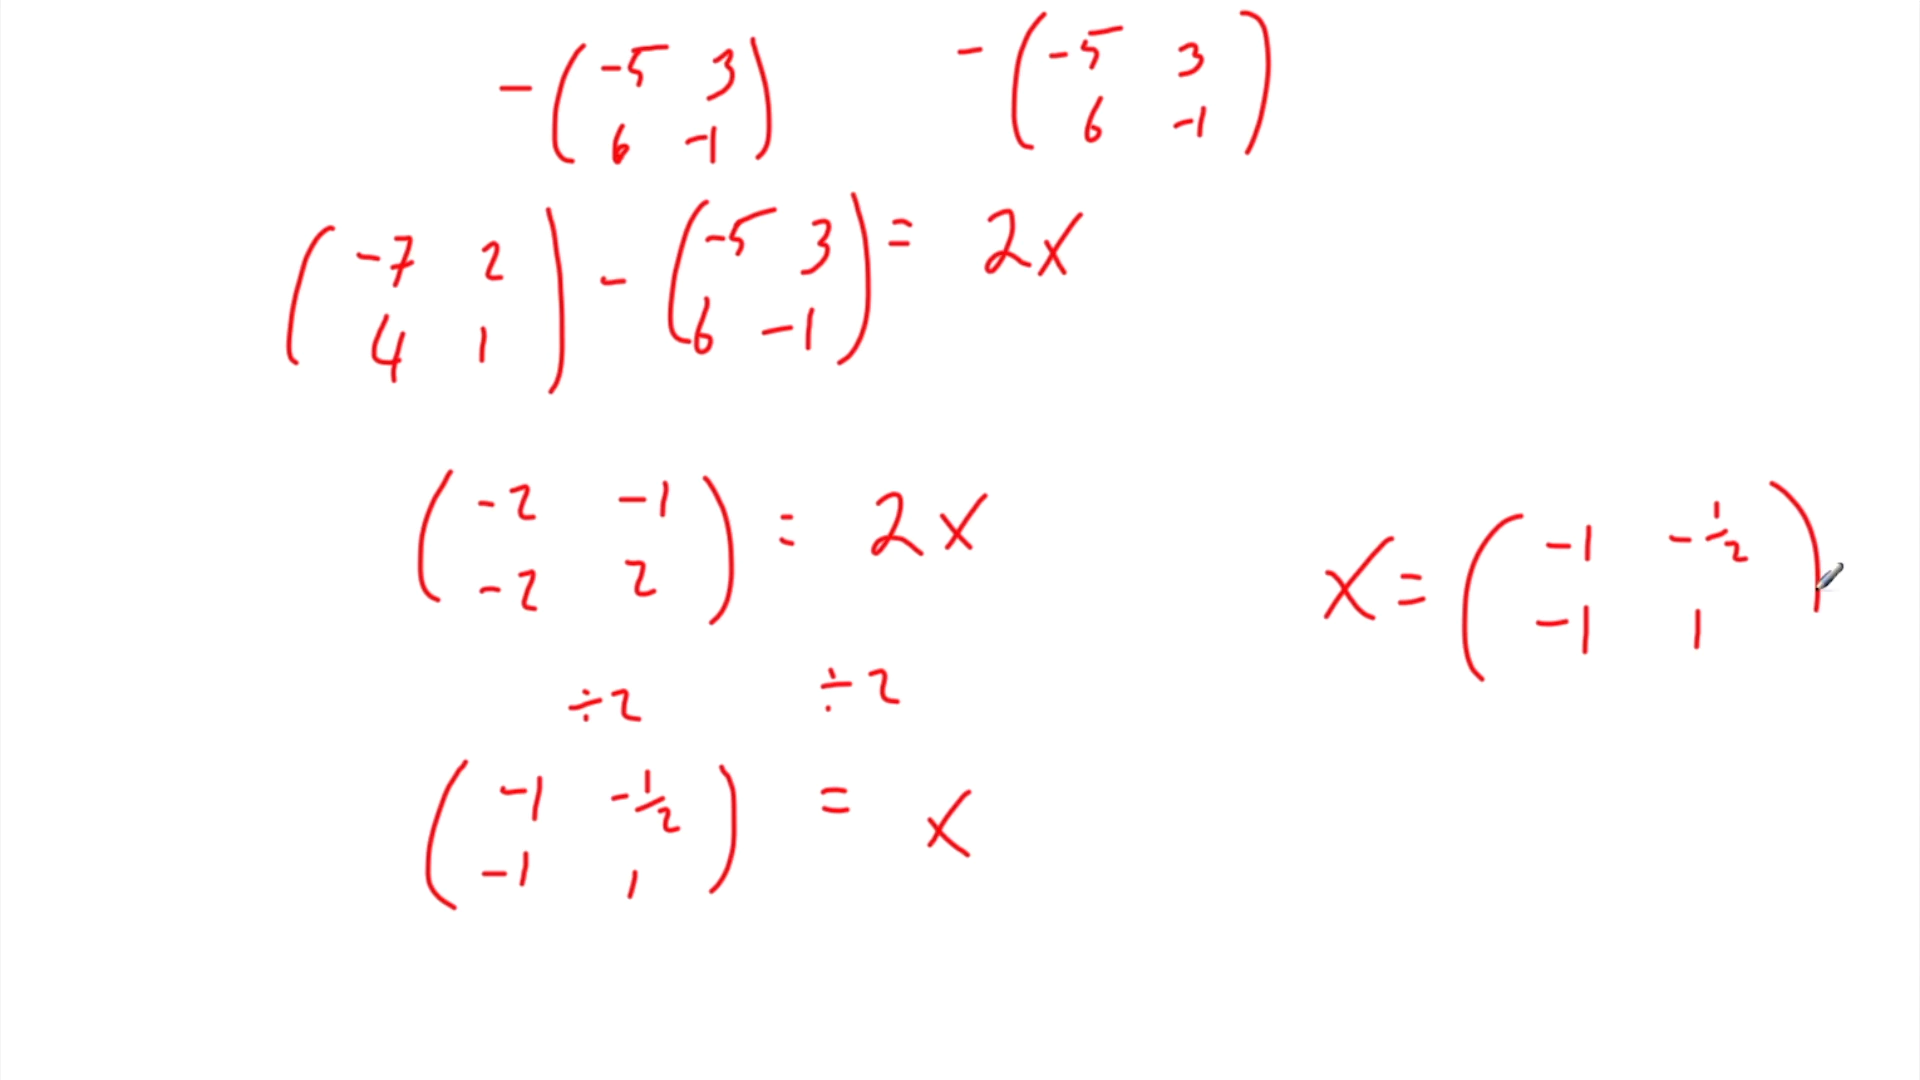 - ( -5 3 ) - ( -5 3 )
6 -1 6 -1
( -7 2 ) - ( -5 3 ) = 2x
4 1 6 -1
( -2 -1 ) = 2x
-2 2
÷2 ÷2
( -1 -1/2 ) = x
-1 1
x = ( -1 -1/2 )
-1 1